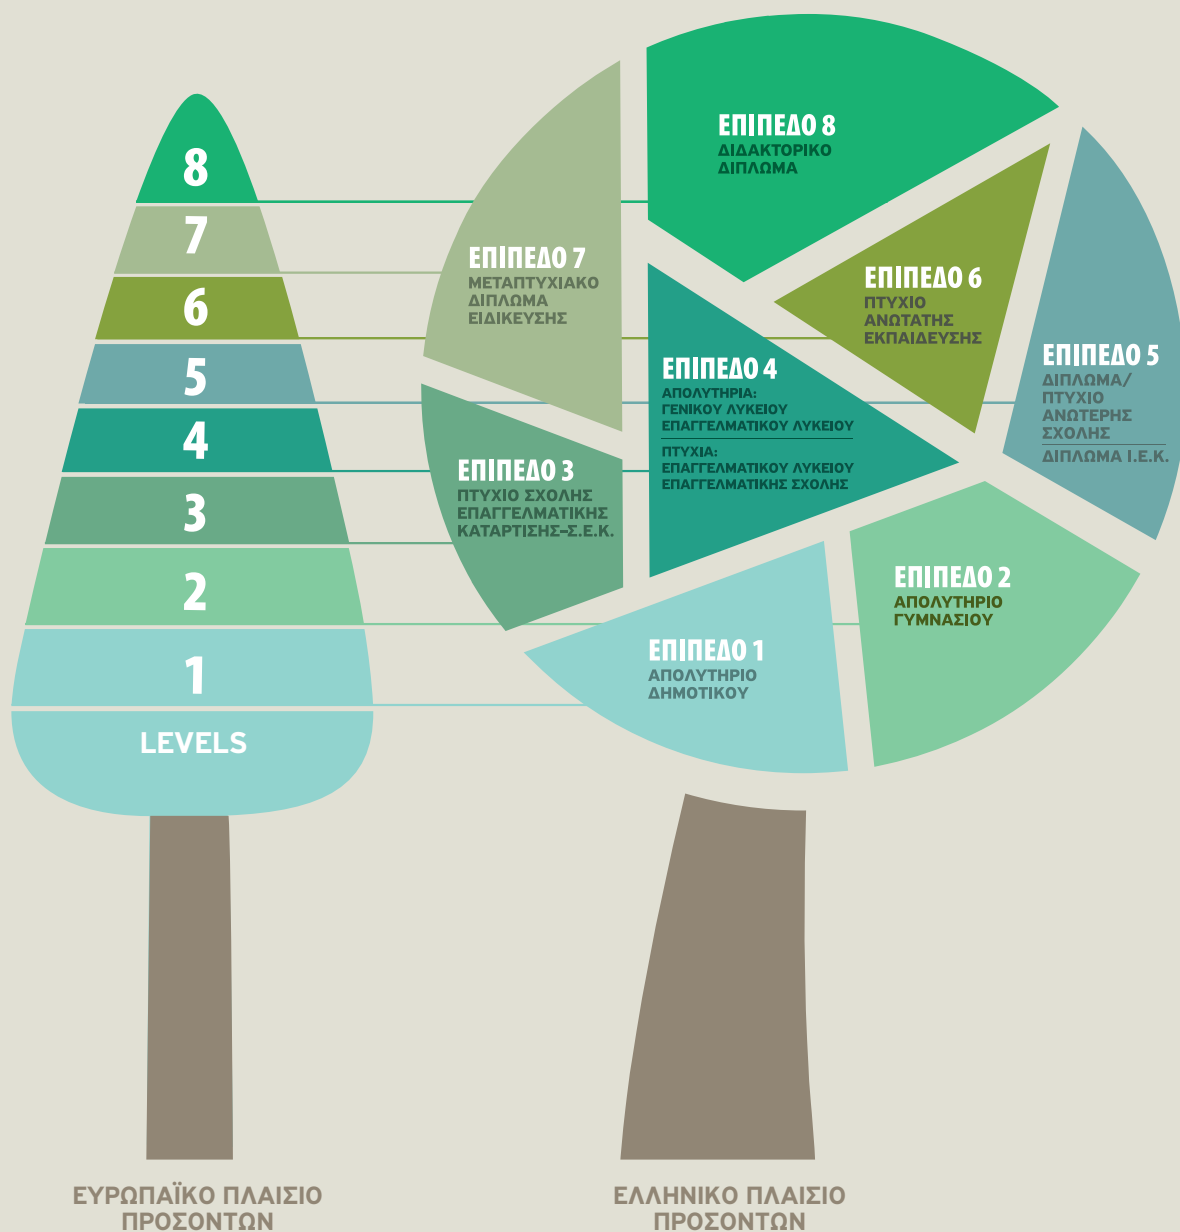 8
7
6
5
4
3
2
1
LEVELS
ΕΥΡΩΠΑΪΚΟ ΠΛΑΙΣΙΟ
ΠΡΟΣΟΝΤΩΝ
ΕΠΙΠΕΔΟ 8
ΔΙΔΑΚΤΟΡΙΚΟ
ΔΙΠΛΩΜΑ
ΕΠΙΠΕΔΟ 7
ΜΕΤΑΠΤΥΧΙΑΚΟ
ΔΙΠΛΩΜΑ
ΕΙΔΙΚΕΥΣΗΣ
ΕΠΙΠΕΔΟ 6
ΠΤΥΧΙΟ
ΑΝΩΤΑΤΗΣ
ΕΚΠΑΙΔΕΥΣΗΣ
ΕΠΙΠΕΔΟ 5
ΔΙΠΛΩΜΑ/
ΠΤΥΧΙΟ
ΑΝΩΤΕΡΗΣ
ΣΧΟΛΗΣ
ΔΙΠΛΩΜΑ Ι.Ε.Κ.
ΕΠΙΠΕΔΟ 4
ΑΠΟΛΥΤΗΡΙΑ:
ΓΕΝΙΚΟΥ ΛΥΚΕΙΟΥ
ΕΠΑΓΓΕΛΜΑΤΙΚΟΥ ΛΥΚΕΙΟΥ
ΠΤΥΧΙΑ:
ΕΠΑΓΓΕΛΜΑΤΙΚΟΥ ΛΥΚΕΙΟΥ
ΕΠΑΓΓΕΛΜΑΤΙΚΗΣ ΣΧΟΛΗΣ
ΕΠΙΠΕΔΟ 3
ΠΤΥΧΙΟ ΣΧΟΛΗΣ
ΕΠΑΓΓΕΛΜΑΤΙΚΗΣ
ΚΑΤΑΡΤΙΣΗΣ–Σ.Ε.Κ.
ΕΠΙΠΕΔΟ 2
ΑΠΟΛΥΤΗΡΙΟ
ΓΥΜΝΑΣΙΟΥ
ΕΠΙΠΕΔΟ 1
ΑΠΟΛΥΤΗΡΙΟ
ΔΗΜΟΤΙΚΟΥ
ΕΛΛΗΝΙΚΟ ΠΛΑΙΣΙΟ
ΠΡΟΣΟΝΤΩΝ